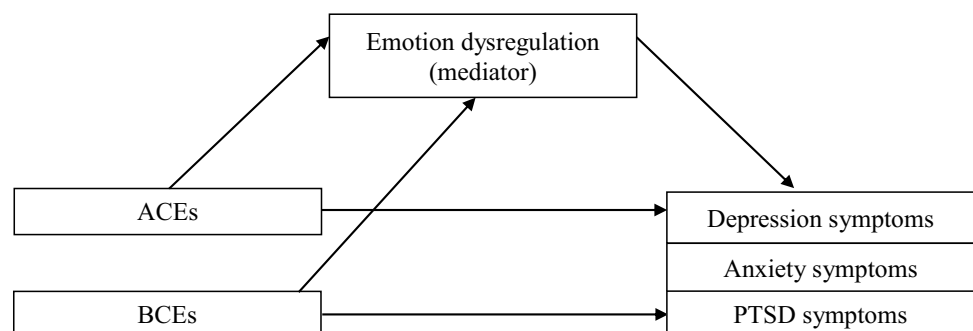 Emotion dysregulation
(mediator)
ACEs
Depression symptoms
Anxiety symptoms
BCEs
PTSD symptoms